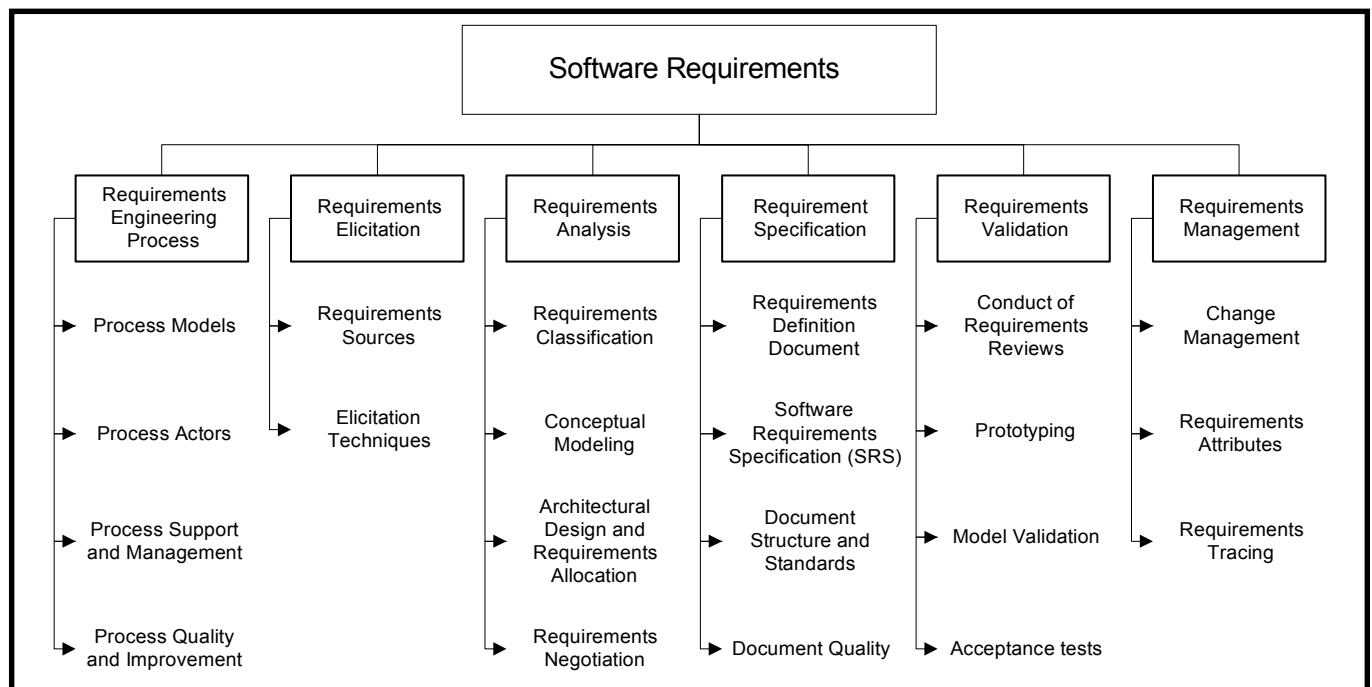 Software Requirements
Requirements
Engineering
Process
Process Models
Process Actors
Process Support
and Management
Process Quality
and Improvement
Requirements
Elicitation
Requirements
Sources
Elicitation
Techniques
Requirements
Analysis
Requirements
Classification
Conceptual
Modeling
Architectural
Design and
Requirements
Allocation
Requirements
Negotiation
Requirement
Specification
Requirements
Definition
Document
Software
Requirements
Specification (SRS)
Document
Structure and
Standards
Document Quality
Requirements
Validation
Conduct of
Requirements
Reviews
Prototyping
Model Validation
Acceptance tests
Requirements
Management
Change
Management
Requirements
Attributes
Requirements
Tracing